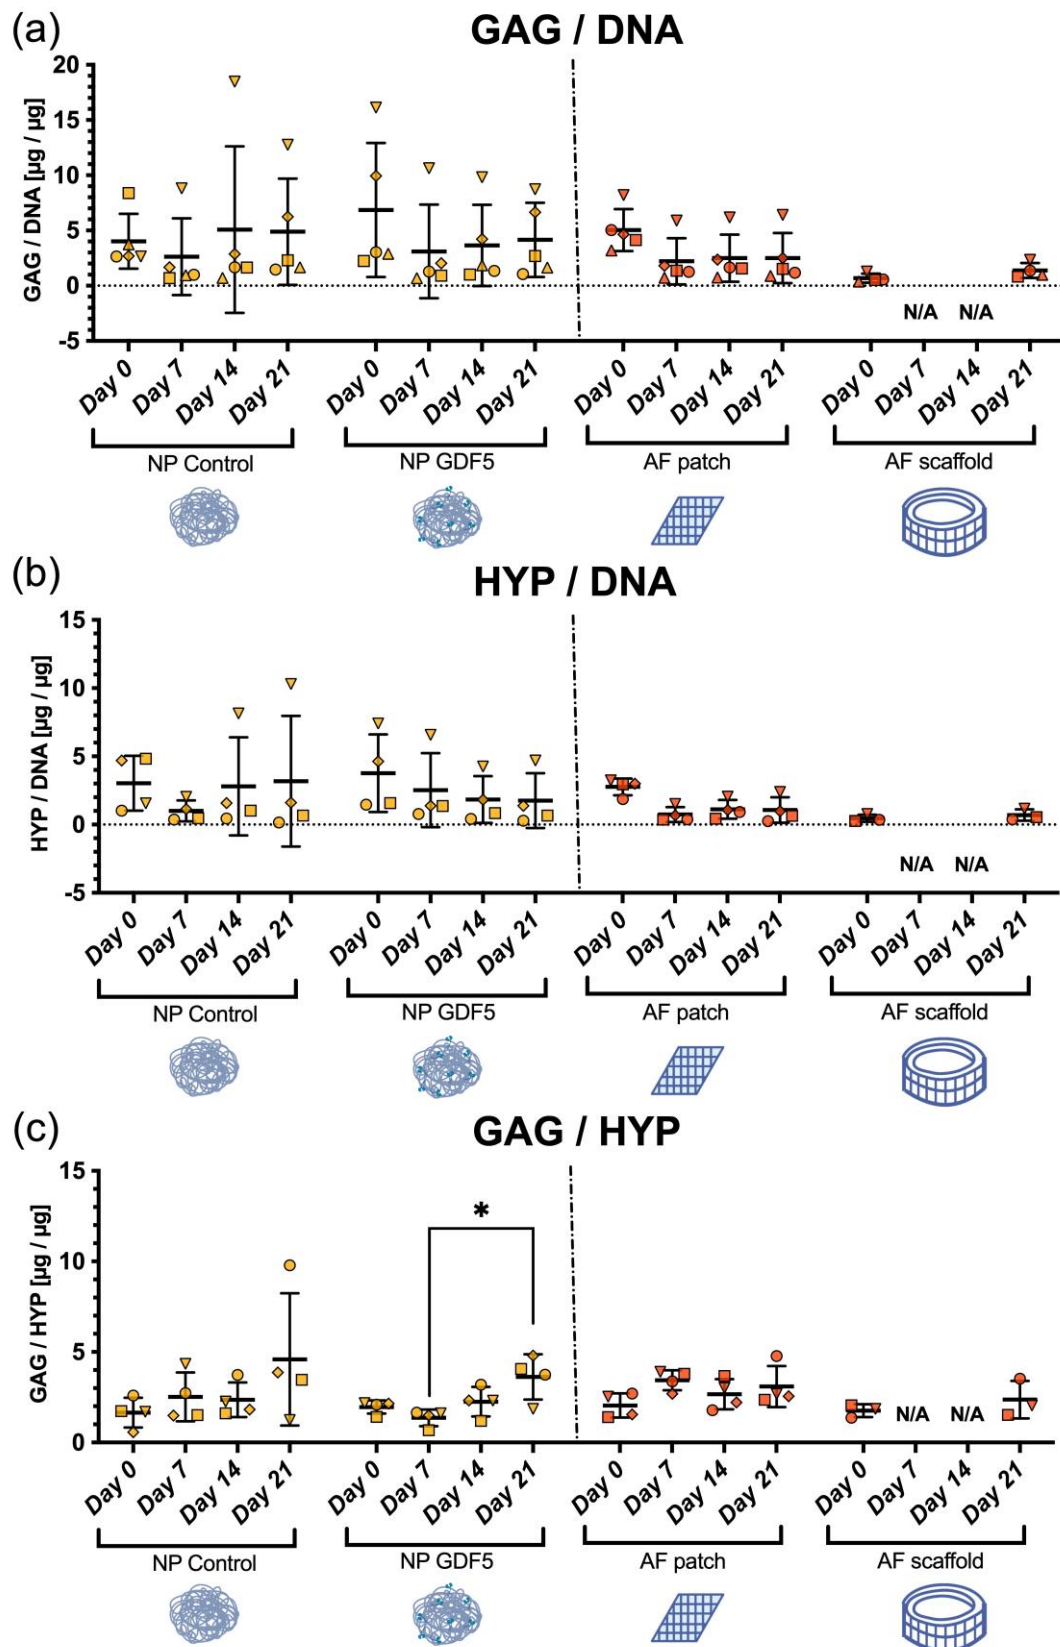 (a)
GAG / DNA
GAG / DNA [µg / µg]
20
15
10
5
0
-5
N/A N/A
Day 0 Day 7 Day 14 Day 21 Day 0 Day 7 Day 14 Day 21 Day 0 Day 7 Day 14 Day 21 Day 0 Day 7 Day 14 Day 21
NP Control NP GDF5 AF patch AF scaffold
(b)
HYP / DNA
HYP / DNA [µg / µg]
15
10
5
0
-5
N/A N/A
Day 0 Day 7 Day 14 Day 21 Day 0 Day 7 Day 14 Day 21 Day 0 Day 7 Day 14 Day 21 Day 0 Day 7 Day 14 Day 21
NP Control NP GDF5 AF patch AF scaffold
(c)
GAG / HYP
GAG / HYP [µg / µg]
15
10
5
0
*
N/A N/A
Day 0 Day 7 Day 14 Day 21 Day 0 Day 7 Day 14 Day 21 Day 0 Day 7 Day 14 Day 21 Day 0 Day 7 Day 14 Day 21
NP Control NP GDF5 AF patch AF scaffold